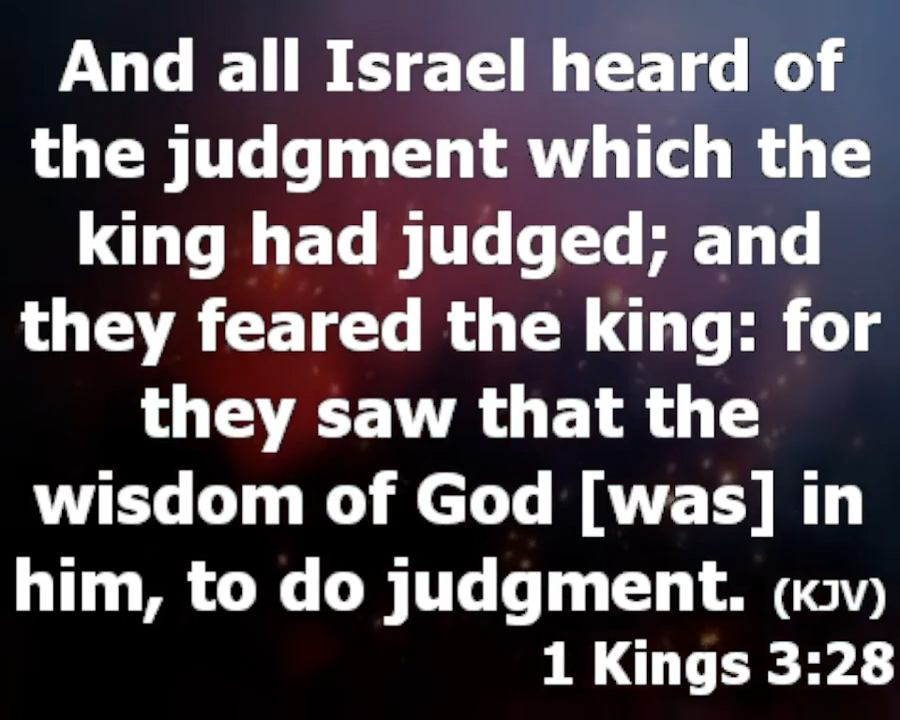 And all Israel heard of
the judgment which the
king had judged; and
they feared the king: for
they saw that the
wisdom of God [was] in
him, to do judgment. (KJV)
1 Kings 3:28